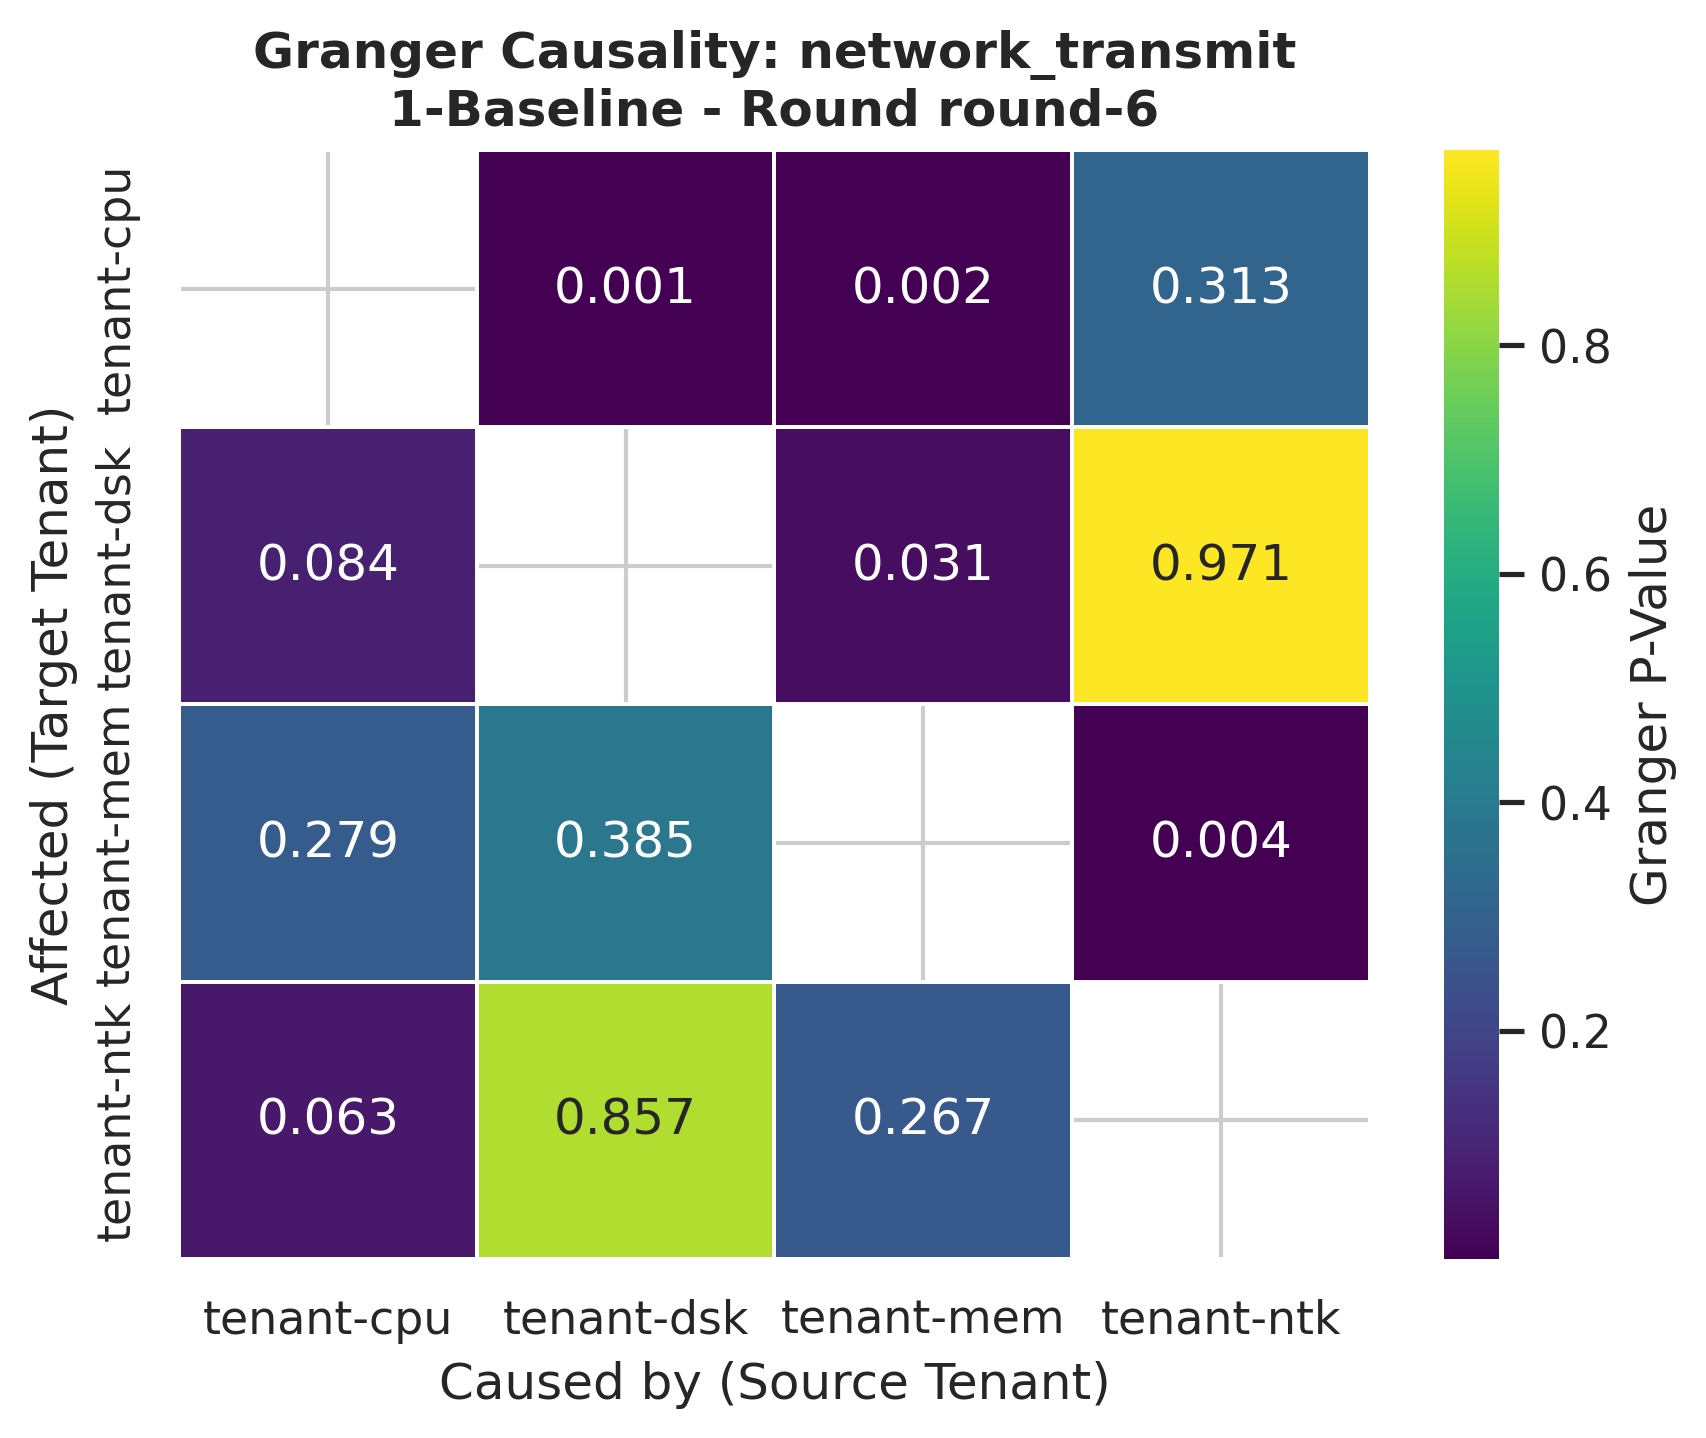 Granger Causality: network_transmit
1-Baseline - Round round-6
Affected (Target Tenant)
tenant-cpu
0.001
0.002
0.313
tenant-dsk
0.084
0.031
0.971
tenant-mem
0.279
0.385
0.004
tenant-ntk
0.063
0.857
0.267
tenant-cpu
tenant-dsk
tenant-mem
tenant-ntk
Caused by (Source Tenant)
0.8
0.6
0.4
0.2
Granger P-Value